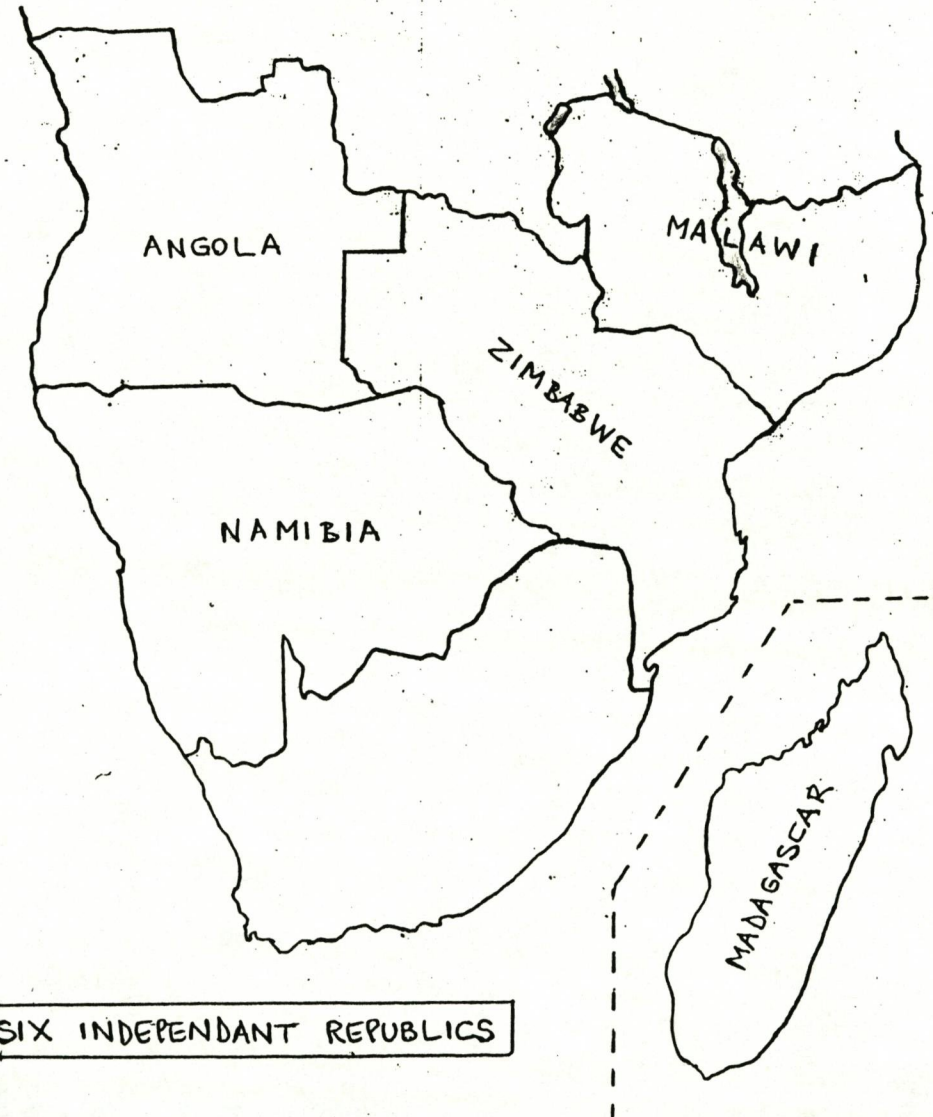 ANGOLA
MALAWI
ZIMBABWE
NAMIBIA
MADAGASCAR
SIX INDEPENDANT REPUBLICS